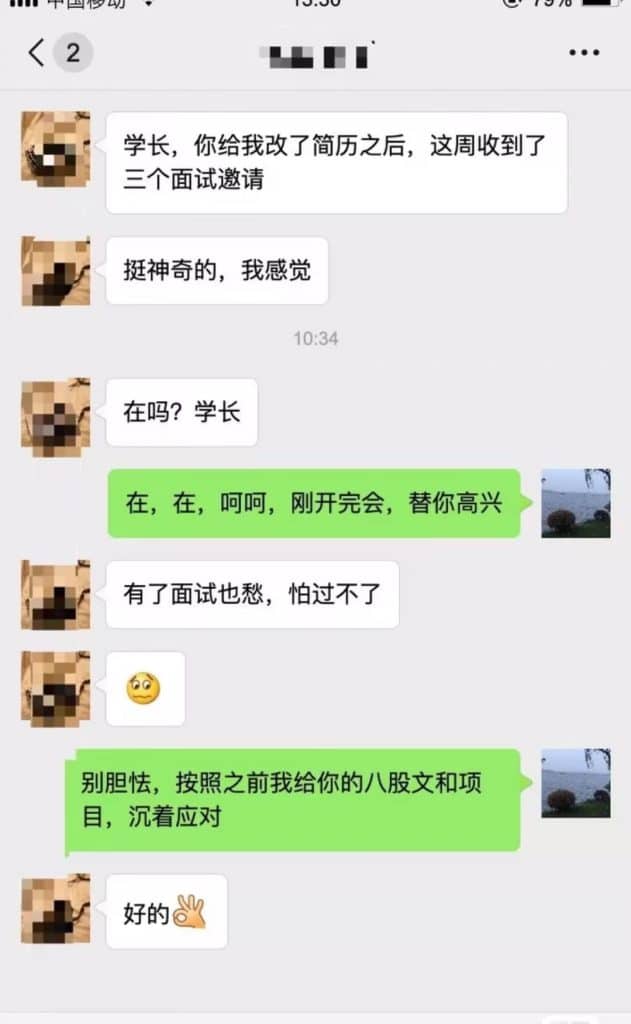 中国移动
13:30
79%
2
学长，你给我改了简历之后，这周收到了
三个面试邀请
挺神奇的，我感觉
10:34
在吗？学长
在，在，呵呵，刚开完会，替你高兴
有了面试也愁，怕过不了
别胆怯，按照之前我给你的八股文和项
目，沉着应对
好的